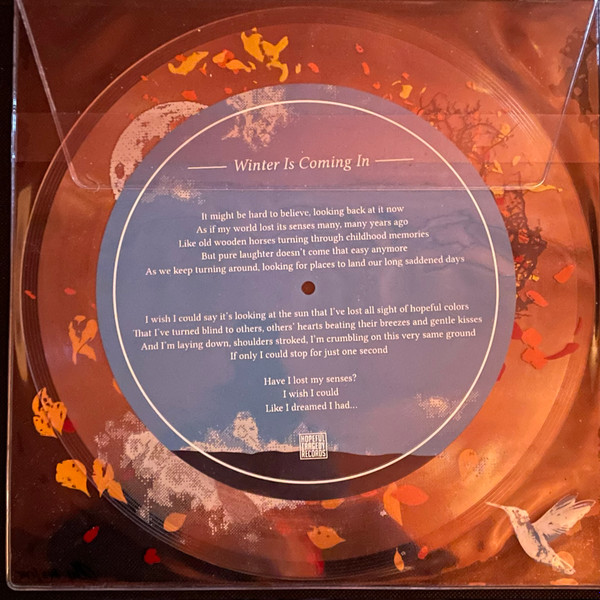 Winter Is Coming In
It might be hard to believe, looking back at it now
As if my world lost its senses many, many years ago
Like old wooden horses turning through childhood memories
But pure laughter doesn't come that easy anymore
As we keep turning around, looking for places to land our long saddened days
I wish I could say it's looking at the sun that I've lost all sight of hopeful colors
That I've turned blind to others, others' hearts beating their breezes and gentle kisses
And I'm laying down, shoulders stroked, I'm crumbling on this very same ground
If only I could stop for just one second
Have I lost my senses?
I wish I could
Like I dreamed I had...
HOPEFUL
TRAGEDY
RECORDS